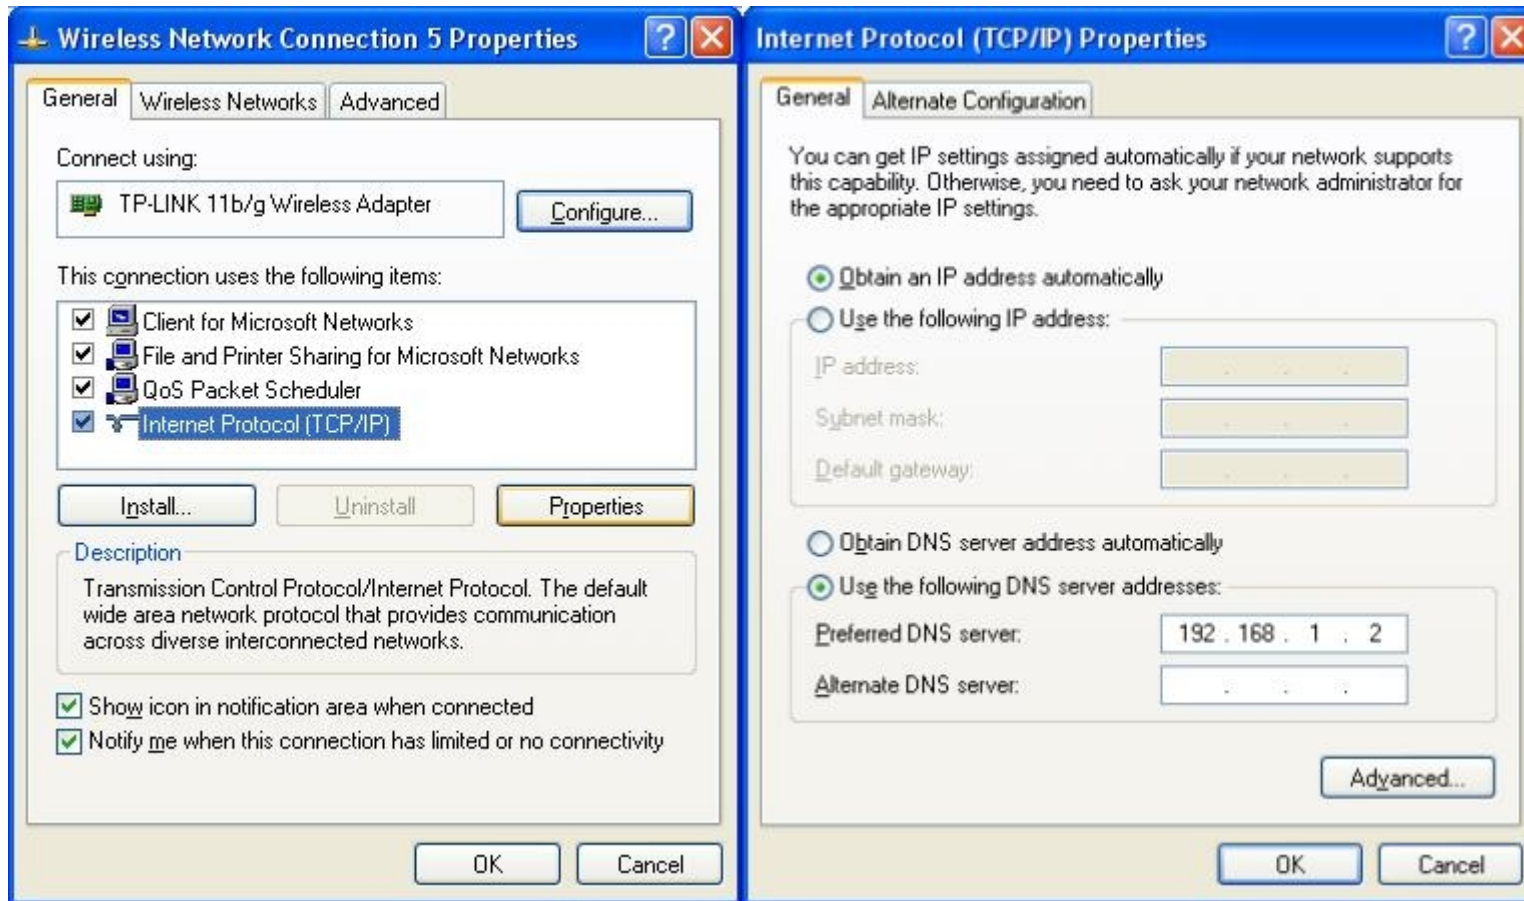 Wireless Network Connection 5 Properties
General
Wireless Networks
Advanced
Connect using:
TP-LINK 11b/g Wireless Adapter
Configure...
This connection uses the following items:
Client for Microsoft Networks
File and Printer Sharing for Microsoft Networks
QoS Packet Scheduler
Internet Protocol (TCP/IP)
Install...
Uninstall
Properties
Description
Transmission Control Protocol/Internet Protocol. The default
wide area network protocol that provides communication
across diverse interconnected networks.
Show icon in notification area when connected
Notify me when this connection has limited or no connectivity
OK
Cancel
Internet Protocol (TCP/IP) Properties
General
Alternate Configuration
You can get IP settings assigned automatically if your network supports
this capability. Otherwise, you need to ask your network administrator for
the appropriate IP settings.
Obtain an IP address automatically
Use the following IP address:
IP address:
Subnet mask:
Default gateway:
Obtain DNS server address automatically
Use the following DNS server addresses:
Preferred DNS server:
192 . 168 . 1 . 2
Alternate DNS server:
Advanced...
OK
Cancel